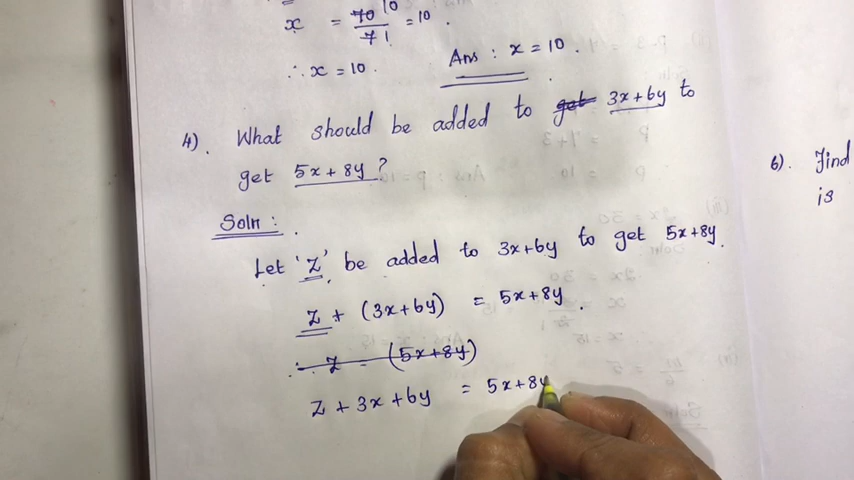 x = 70 10 / 7 1 = 10 .
∴ x = 10. Ans : x = 10 .
4). What should be added to get 3x+6y to
get 5x + 8y ?
Soln : .
Let 'Z' be added to 3x+6y to get 5x+8y.
Z + (3x+6y) = 5x+8y .
∴ Z = (5x+8y)
Z + 3x + 6y = 5x+8y
6). Find
is